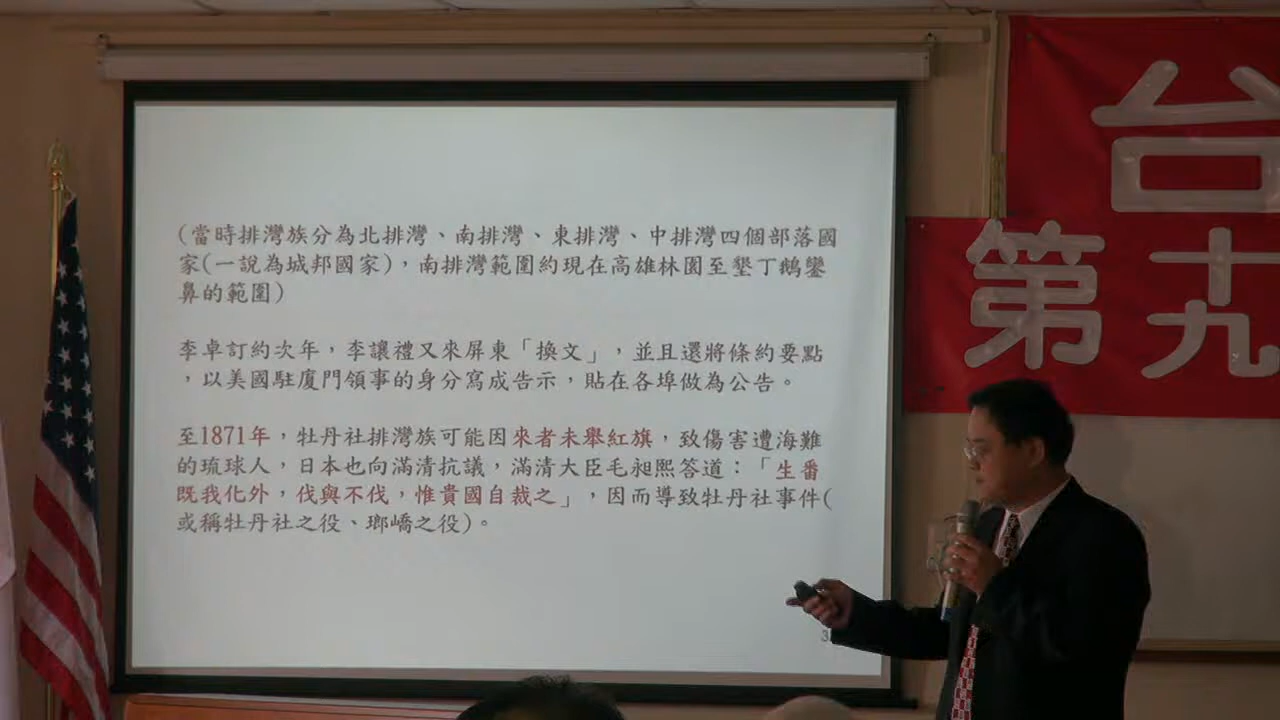 (當時排灣族分為北排灣、南排灣、東排灣、中排灣四個部落國
家(一說為城邦國家)，南排灣範圍約現在高雄林園至墾丁鵝鑾
鼻的範圍)
李卓訂約次年，李讓禮又來屏東「換文」，並且還將條約要點
，以美國駐廈門領事的身分寫成告示，貼在各埠做為公告。
至1871年，牡丹社排灣族可能因來者未舉紅旗，致傷害遭海難
的琉球人，日本也向滿清抗議，滿清大臣毛昶熙答道：「生番
既我化外，伐與不伐，惟貴國自裁之」，因而導致牡丹社事件(
或稱牡丹社之役、瑯嶠之役)。
台
第十九